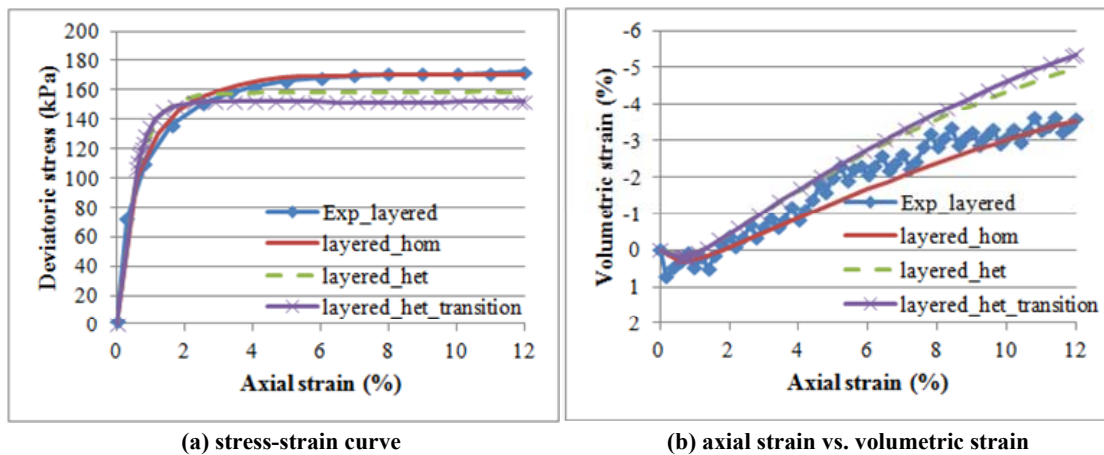 Deviatoric stress (kPa)
200
180
160
140
120
100
80
60
40
20
0
Exp_layered
layered_hom
layered_het
layered_het_transition
0 2 4 6 8 10 12
Axial strain (%)
(a) stress-strain curve
Volumetric strain (%)
-6
-5
-4
-3
-2
-1
0
1
2
Exp_layered
layered_hom
layered_het
layered_het_transition
0 2 4 6 8 10 12
Axial strain (%)
(b) axial strain vs. volumetric strain